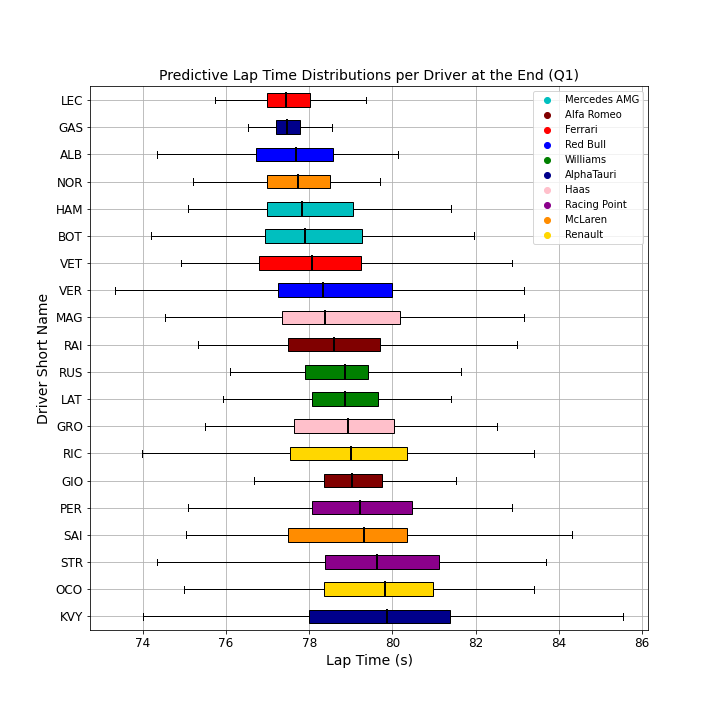 Predictive Lap Time Distributions per Driver at the End (Q1)
LEC
GAS
ALB
NOR
HAM
BOT
VET
VER
MAG
RAI
RUS
LAT
GRO
RIC
GIO
PER
SAI
STR
OCO
KVY
Driver Short Name
Mercedes AMG
Alfa Romeo
Ferrari
Red Bull
Williams
AlphaTauri
Haas
Racing Point
McLaren
Renault
74 76 78 80 82 84 86
Lap Time (s)